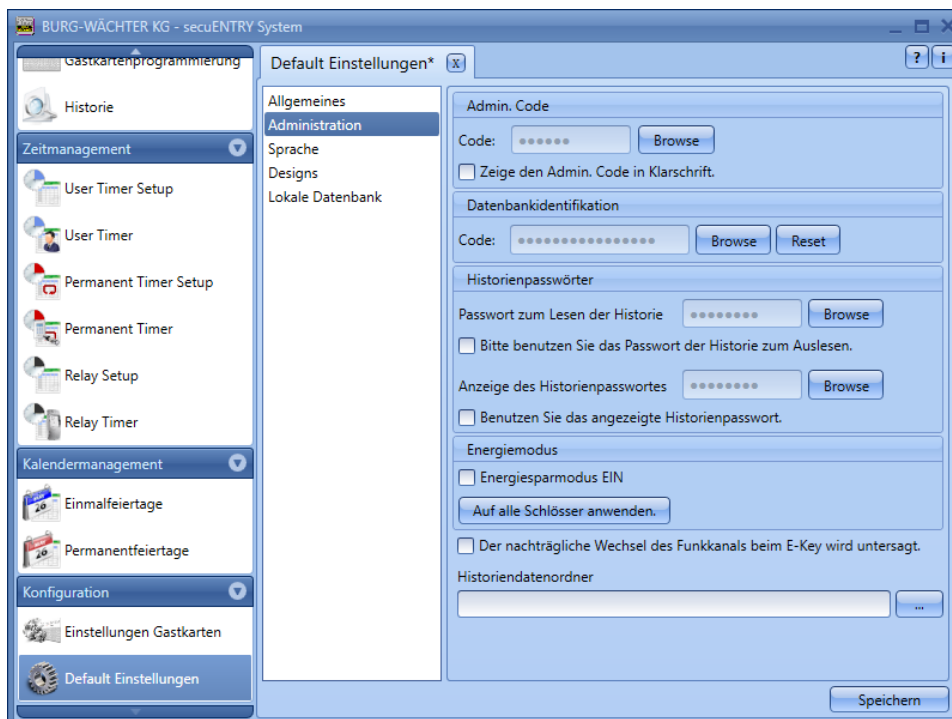 BURG-WÄCHTER KG - secuENTRY System
Gastkartenprogrammierung
Historie
Zeitmanagement
User Timer Setup
User Timer
Permanent Timer Setup
Permanent Timer
Relay Setup
Relay Timer
Kalendermanagement
Einmalfeiertage
Permanentfeiertage
Konfiguration
Einstellungen Gastkarten
Default Einstellungen
Default Einstellungen* x
? i
Allgemeines
Administration
Sprache
Designs
Lokale Datenbank
Admin. Code
Code: ●●●●●● Browse
Zeige den Admin. Code in Klarschrift.
Datenbankidentifikation
Code: ●●●●●●●●●●●●●●●● Browse Reset
Historienpasswörter
Passwort zum Lesen der Historie ●●●●●●●● Browse
Bitte benutzen Sie das Passwort der Historie zum Auslesen.
Anzeige des Historienpasswortes ●●●●●●●● Browse
Benutzen Sie das angezeigte Historienpasswort.
Energiemodus
Energiesparmodus EIN
Auf alle Schlösser anwenden.
Der nachträgliche Wechsel des Funkkanals beim E-Key wird untersagt.
Historiendatenordner
...
Speichern